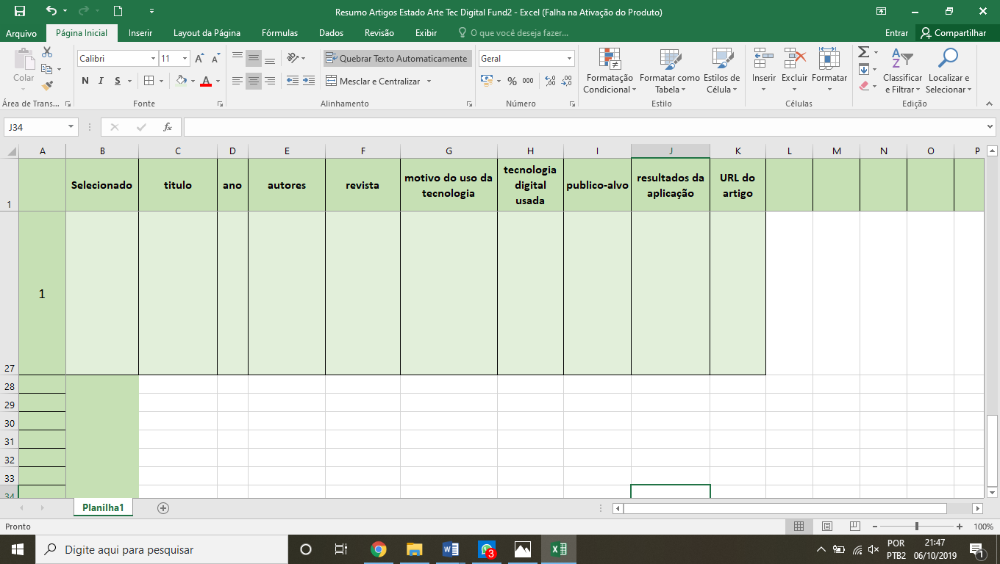 Resumo Artigos Estado Arte Tec Digital Fund2 - Excel (Falha na Ativação do Produto)
Arquivo Página Inicial Inserir Layout da Página Fórmulas Dados Revisão Exibir O que você deseja fazer... Entrar Compartilhar
Colar
Calibri 11
N I S
Quebrar Texto Automaticamente
Mesclar e Centralizar
Geral
% 000
Formatação Condicional
Formatar como Tabela
Estilos de Célula
Inserir Excluir Formatar
Classificar e Filtrar
Localizar e Selecionar
Área de Trans... Fonte Alinhamento Número Estilo Células Edição
J34 fx
A B C D E F G H I J K L M N O P
1 Selecionado titulo ano autores revista motivo do uso da tecnologia tecnologia digital usada publico-alvo resultados da aplicação URL do artigo
1
27
28
29
30
31
32
33
34
Planilha1
Pronto 100%
Digite aqui para pesquisar 3 POR PTB2 21:47 06/10/2019 1